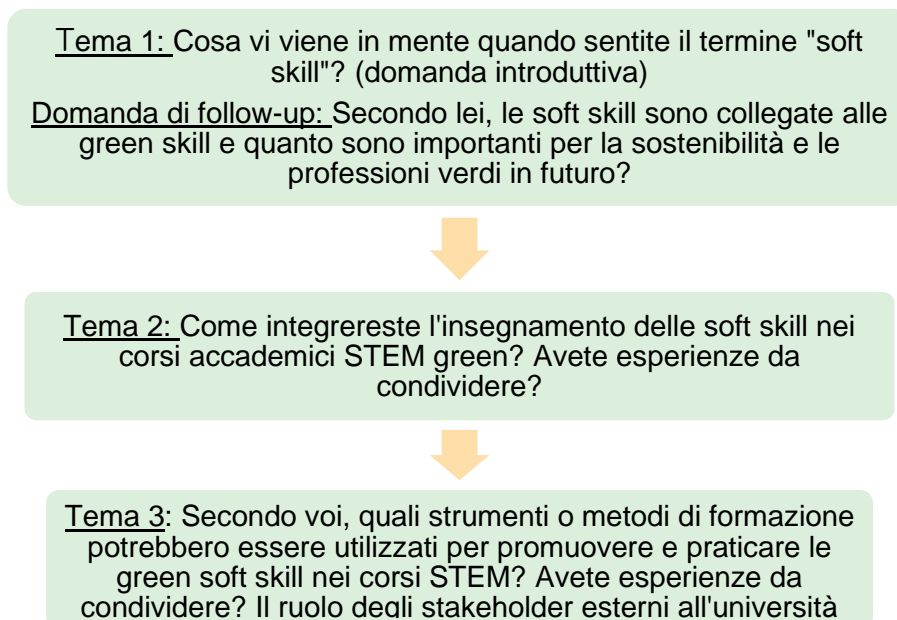 Tema 1: Cosa vi viene in mente quando sentite il termine "soft
skill"? (domanda introduttiva)
Domanda di follow-up: Secondo lei, le soft skill sono collegate alle
green skill e quanto sono importanti per la sostenibilità e le
professioni verdi in futuro?
Tema 2: Come integrereste l'insegnamento delle soft skill nei
corsi accademici STEM green? Avete esperienze da
condividere?
Tema 3: Secondo voi, quali strumenti o metodi di formazione
potrebbero essere utilizzati per promuovere e praticare le
green soft skill nei corsi STEM? Avete esperienze da
condividere? Il ruolo degli stakeholder esterni all'università